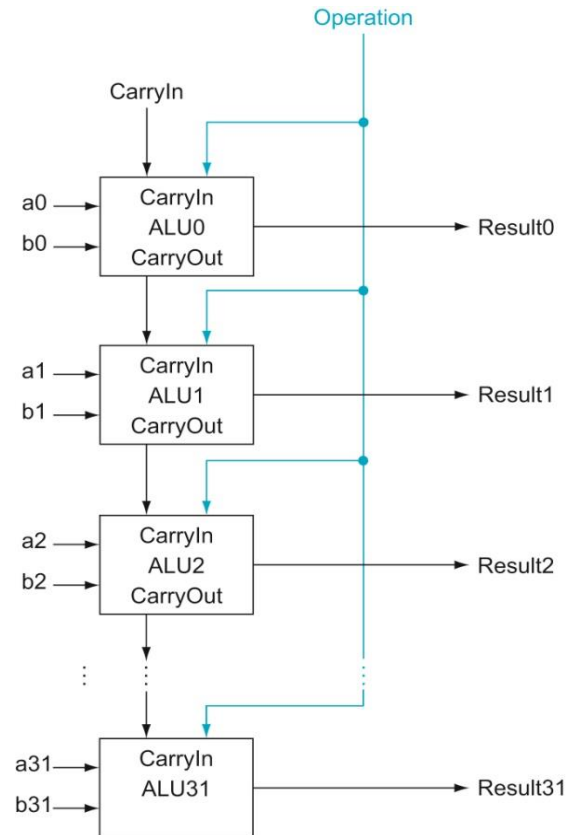 Operation
CarryIn
a0
b0
CarryIn
ALU0
CarryOut
Result0
a1
b1
CarryIn
ALU1
CarryOut
Result1
a2
b2
CarryIn
ALU2
CarryOut
Result2
a31
b31
CarryIn
ALU31
Result31